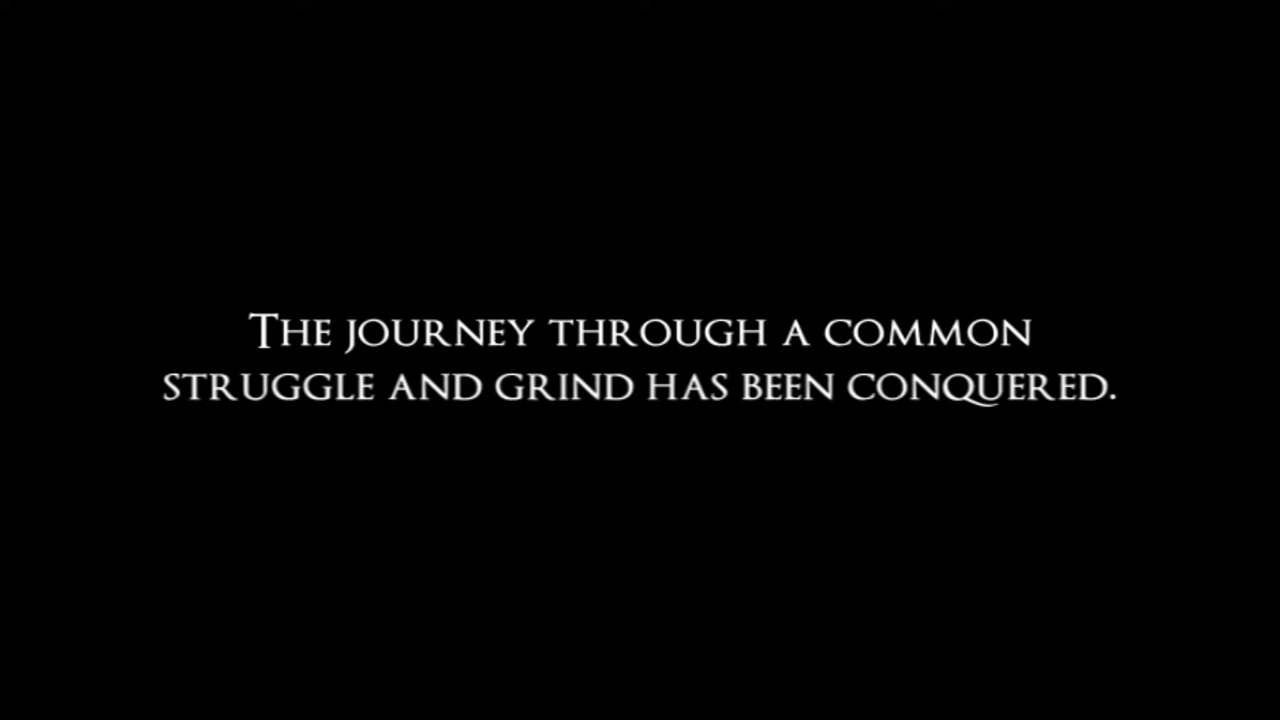 The journey through a common
struggle and grind has been conquered.